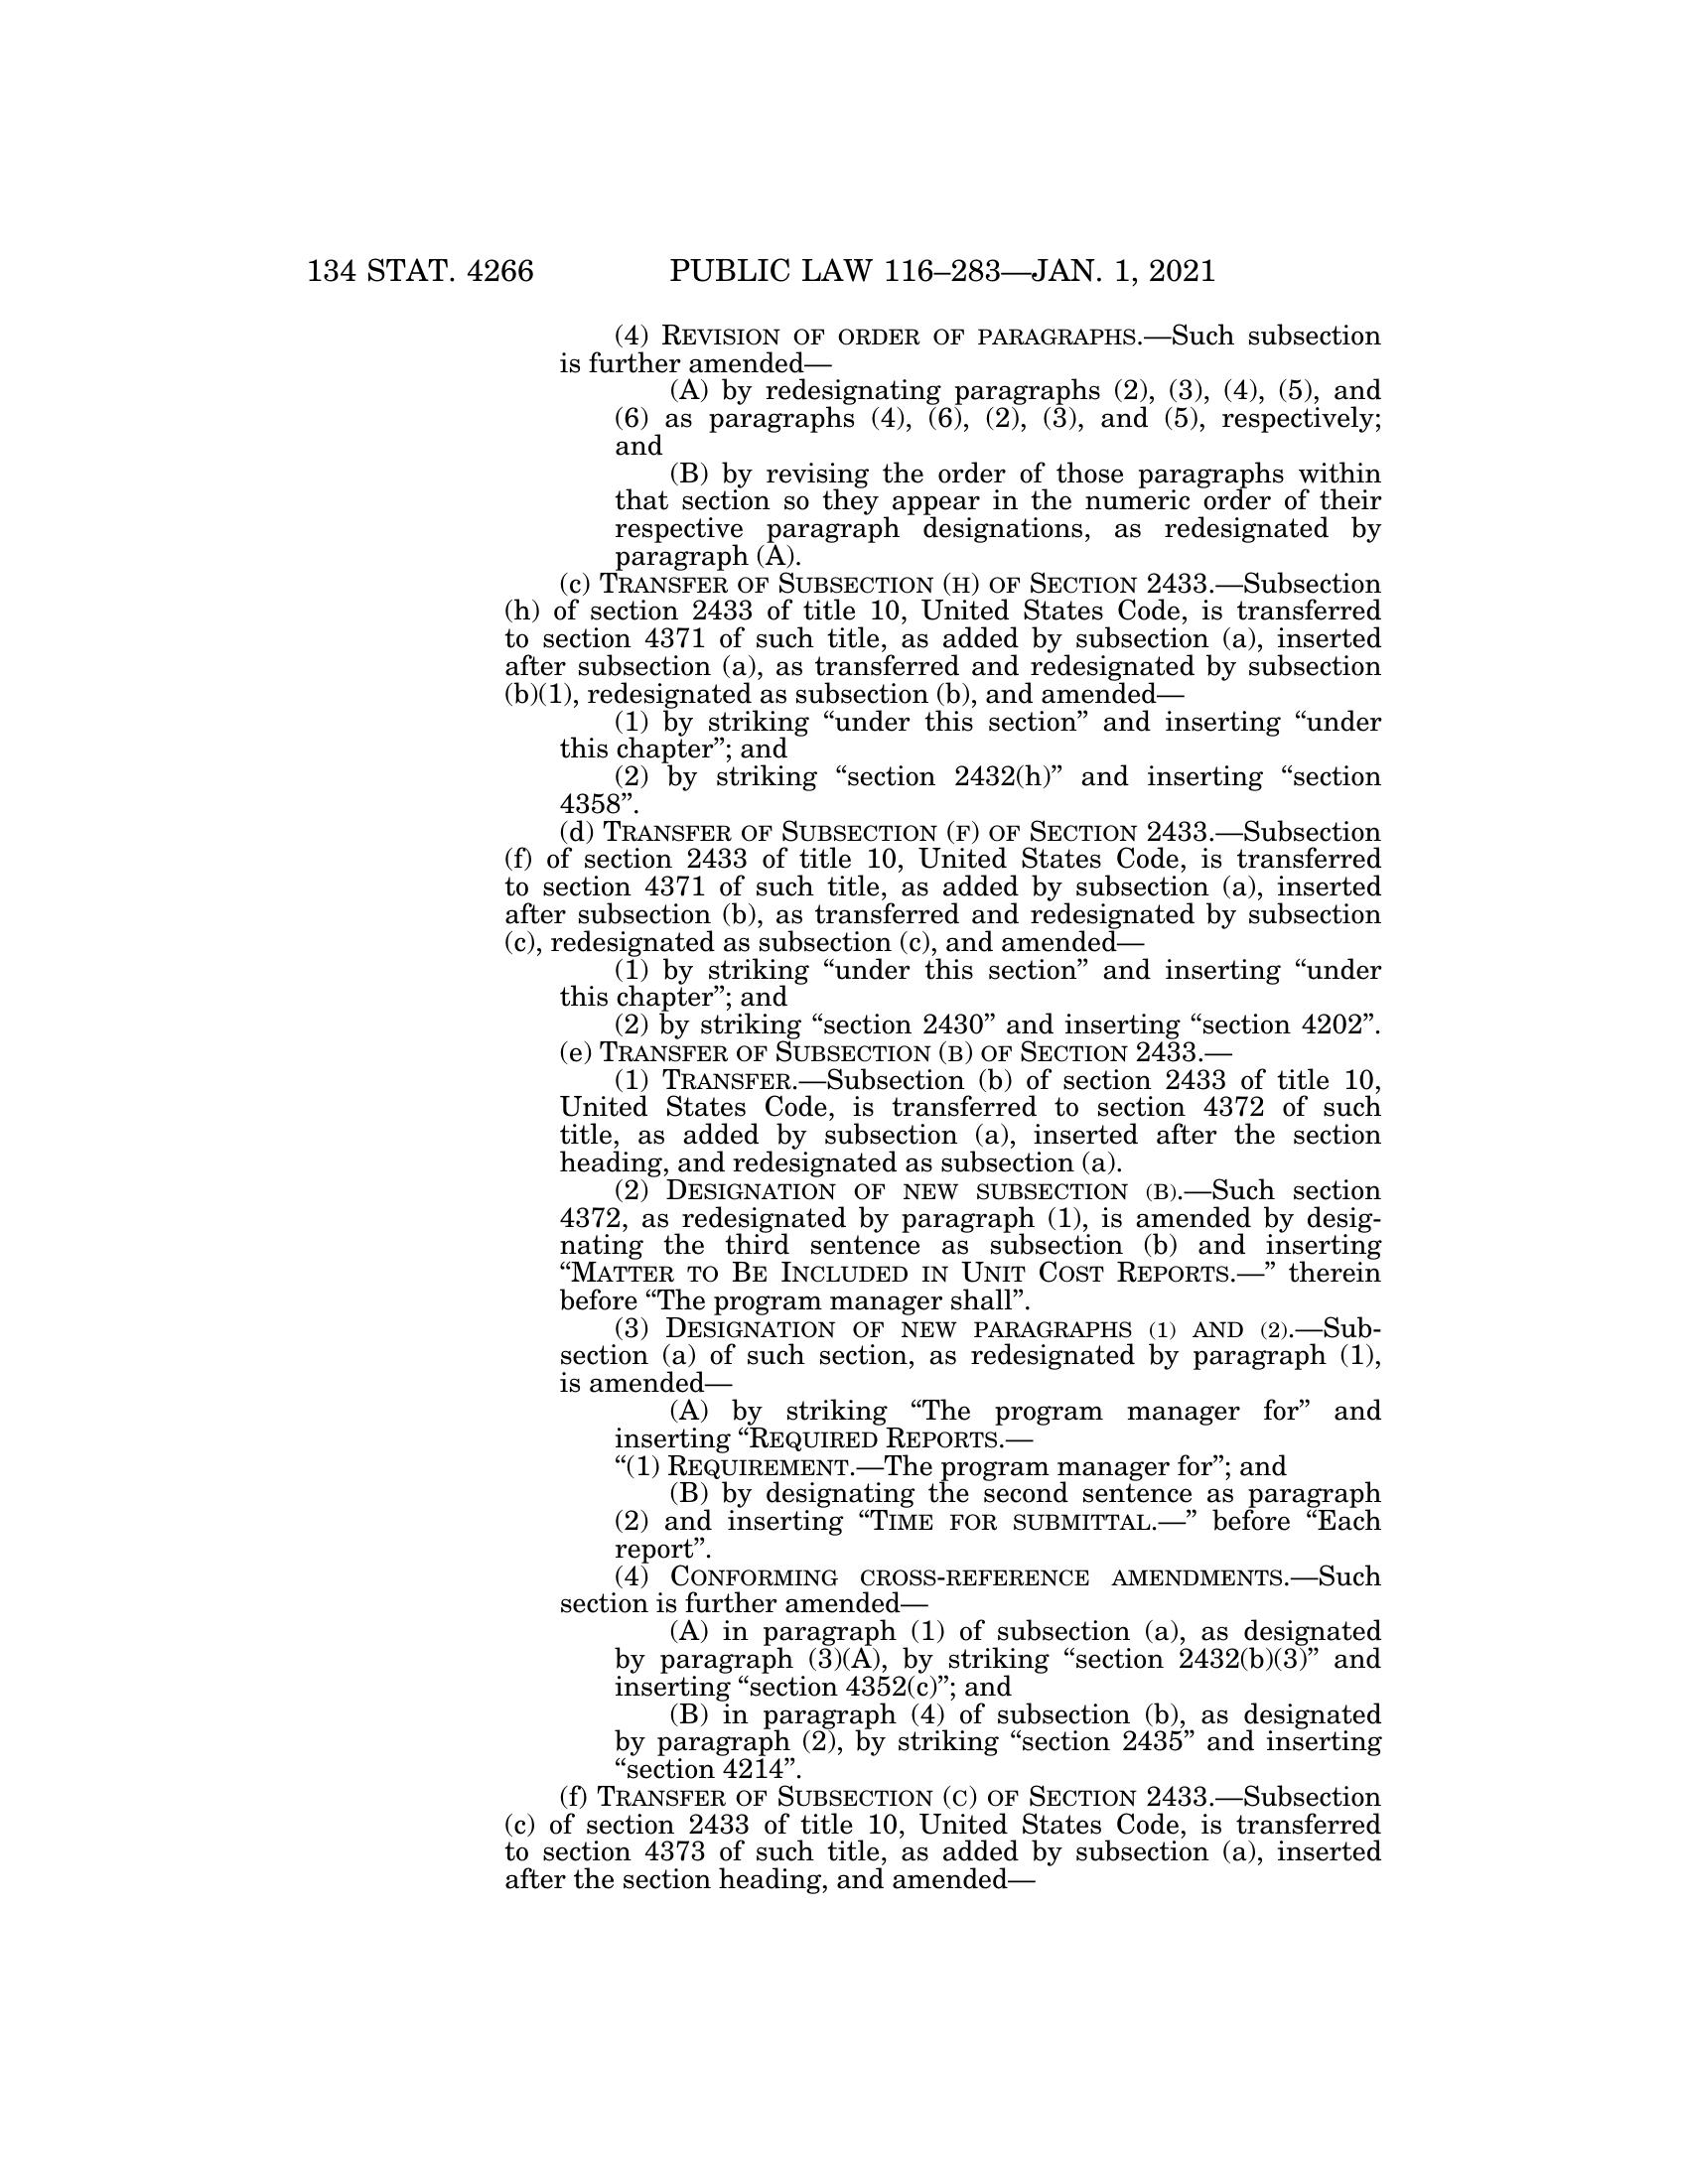 134 STAT. 4266 PUBLIC LAW 116–283—JAN. 1, 2021
(4) REVISION OF ORDER OF PARAGRAPHS.—Such subsection
is further amended—
(A) by redesignating paragraphs (2), (3), (4), (5), and
(6) as paragraphs (4), (6), (2), (3), and (5), respectively;
and
(B) by revising the order of those paragraphs within
that section so they appear in the numeric order of their
respective paragraph designations, as redesignated by
paragraph (A).
(c) TRANSFER OF SUBSECTION (H) OF SECTION 2433.—Subsection
(h) of section 2433 of title 10, United States Code, is transferred
to section 4371 of such title, as added by subsection (a), inserted
after subsection (a), as transferred and redesignated by subsection
(b)(1), redesignated as subsection (b), and amended—
(1) by striking “under this section” and inserting “under
this chapter”; and
(2) by striking “section 2432(h)” and inserting “section
4358”.
(d) TRANSFER OF SUBSECTION (F) OF SECTION 2433.—Subsection
(f) of section 2433 of title 10, United States Code, is transferred
to section 4371 of such title, as added by subsection (a), inserted
after subsection (b), as transferred and redesignated by subsection
(c), redesignated as subsection (c), and amended—
(1) by striking “under this section” and inserting “under
this chapter”; and
(2) by striking “section 2430” and inserting “section 4202”.
(e) TRANSFER OF SUBSECTION (B) OF SECTION 2433.—
(1) TRANSFER.—Subsection (b) of section 2433 of title 10,
United States Code, is transferred to section 4372 of such
title, as added by subsection (a), inserted after the section
heading, and redesignated as subsection (a).
(2) DESIGNATION OF NEW SUBSECTION (B).—Such section
4372, as redesignated by paragraph (1), is amended by desig-
nating the third sentence as subsection (b) and inserting
“MATTER TO BE INCLUDED IN UNIT COST REPORTS.—” therein
before “The program manager shall”.
(3) DESIGNATION OF NEW PARAGRAPHS (1) AND (2).—Sub-
section (a) of such section, as redesignated by paragraph (1),
is amended—
(A) by striking “The program manager for” and
inserting “REQUIRED REPORTS.—
“(1) REQUIREMENT.—The program manager for”; and
(B) by designating the second sentence as paragraph
(2) and inserting “TIME FOR SUBMITTAL.—” before “Each
report”.
(4) CONFORMING CROSS-REFERENCE AMENDMENTS.—Such
section is further amended—
(A) in paragraph (1) of subsection (a), as designated
by paragraph (3)(A), by striking “section 2432(b)(3)” and
inserting “section 4352(c)”; and
(B) in paragraph (4) of subsection (b), as designated
by paragraph (2), by striking “section 2435” and inserting
“section 4214”.
(f) TRANSFER OF SUBSECTION (C) OF SECTION 2433.—Subsection
(c) of section 2433 of title 10, United States Code, is transferred
to section 4373 of such title, as added by subsection (a), inserted
after the section heading, and amended—